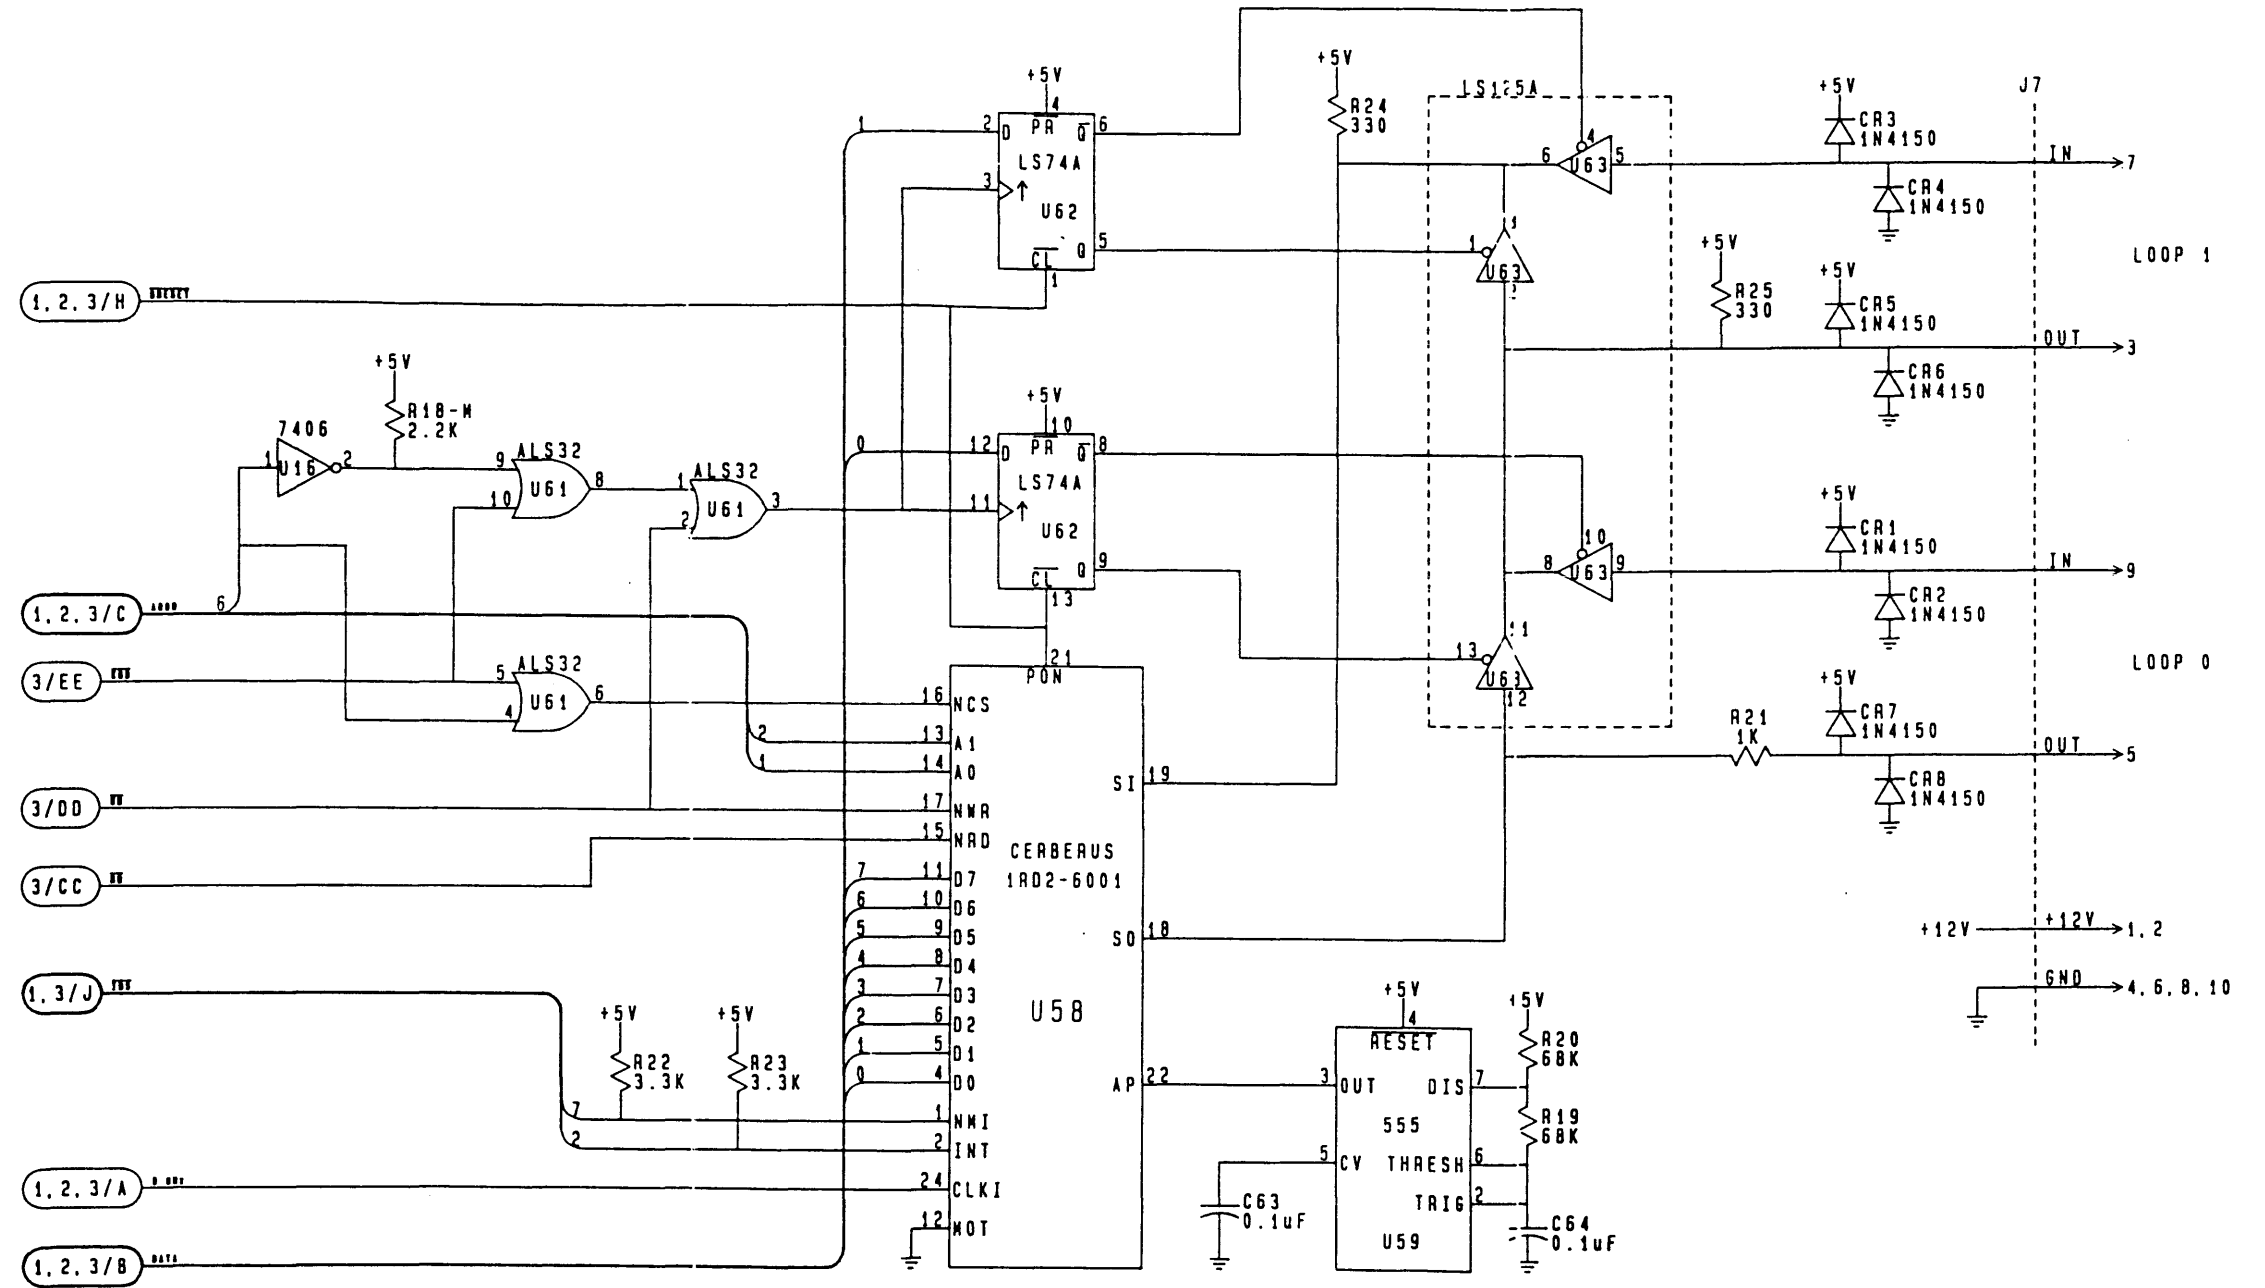 +5V
4
PR
2
D
Q
6
1
LS74A
3
U62
CL
Q
5
1
+5V
R24
330
LS125A
4
6
U63
5
1
1
U63
2
+5V
CR3
1N4150
CR4
1N4150
J7
IN
7
LOOP 1
+5V
R25
330
+5V
CR5
1N4150
CR6
1N4150
OUT
3
1,2,3/H
+5V
R18-M
2.2K
7406
1
U16
2
ALS32
9
10
U61
8
ALS32
1
2
U61
3
+5V
10
PR
0
12
D
Q
8
LS74A
11
U62
CL
Q
9
13
10
8
U63
9
11
13
U63
12
+5V
CR1
1N4150
CR2
1N4150
IN
9
LOOP 0
R21
1K
+5V
CR7
1N4150
CR8
1N4150
OUT
5
1,2,3/C
ADDR
6
3/EE
ALS32
5
4
U61
6
3/DD
3/CC
1,3/J
+5V
R22
3.3K
+5V
R23
3.3K
7
2
1,2,3/A
1,2,3/B
DATA
21
PON
16
NCS
2
13
A1
1
14
A0
17
NWR
15
NRD
7
11
D7
6
10
D6
5
9
D5
4
8
D4
3
7
D3
2
6
D2
1
5
D1
0
4
D0
1
NMI
2
INT
24
CLKI
12
MOT
CERBERUS
1RD2-6001
U58
SI
19
SO
18
AP
22
+5V
4
RESET
3
OUT
DIS
7
555
5
CV
THRESH
6
TRIG
2
U59
C63
0.1uF
+5V
R20
68K
R19
68K
C64
0.1uF
+12V
+12V
1,2
GND
4,6,8,10